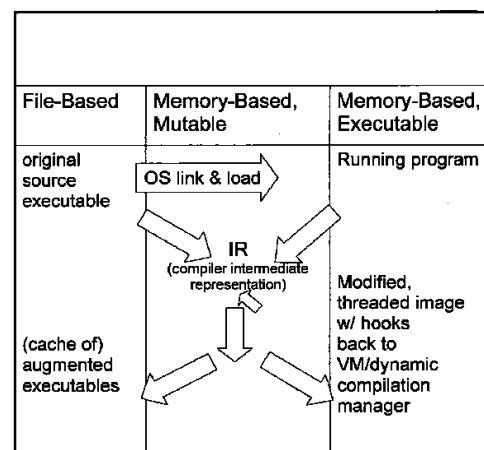 File-Based
Memory-Based,
Mutable
Memory-Based,
Executable
original
source
executable
OS link & load
Running program
IR
(compiler intermediate
representation)
(cache of)
augmented
executables
Modified,
threaded image
w/ hooks
back to
VM/dynamic
compilation
manager